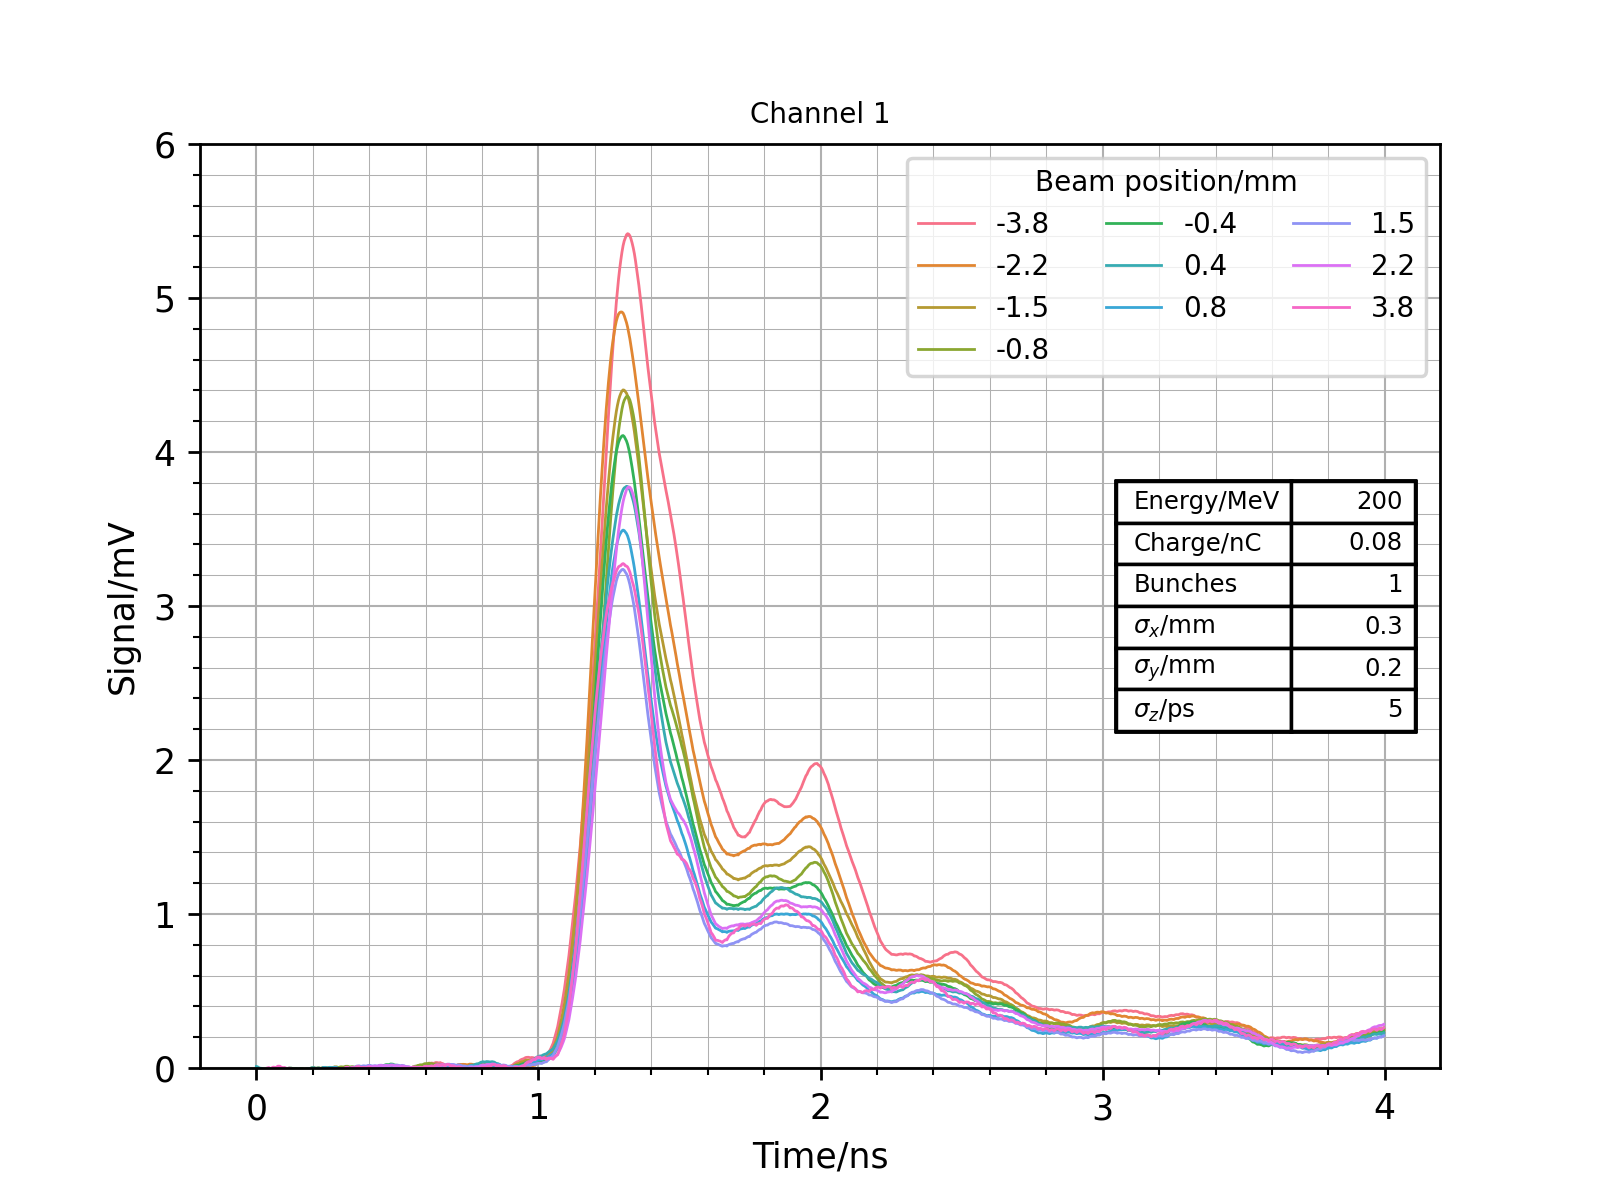 Channel 1
6
5
4
3
2
1
0
Signal/mV
0 1 2 3 4
Time/ns
Beam position/mm
-3.8 -0.4 1.5
-2.2 0.4 2.2
-1.5 0.8 3.8
-0.8
Energy/MeV 200
Charge/nC 0.08
Bunches 1
σx/mm 0.3
σy/mm 0.2
σz/ps 5